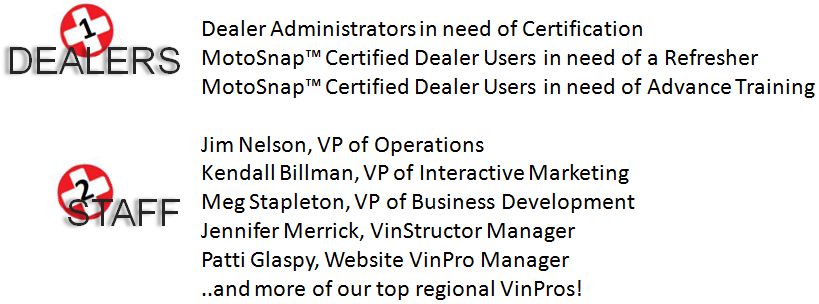 1
DEALERS
Dealer Administrators in need of Certification
MotoSnap™ Certified Dealer Users in need of a Refresher
MotoSnap™ Certified Dealer Users in need of Advance Training
2
STAFF
Jim Nelson, VP of Operations
Kendall Billman, VP of Interactive Marketing
Meg Stapleton, VP of Business Development
Jennifer Merrick, VinStructor Manager
Patti Glaspy, Website VinPro Manager
..and more of our top regional VinPros!